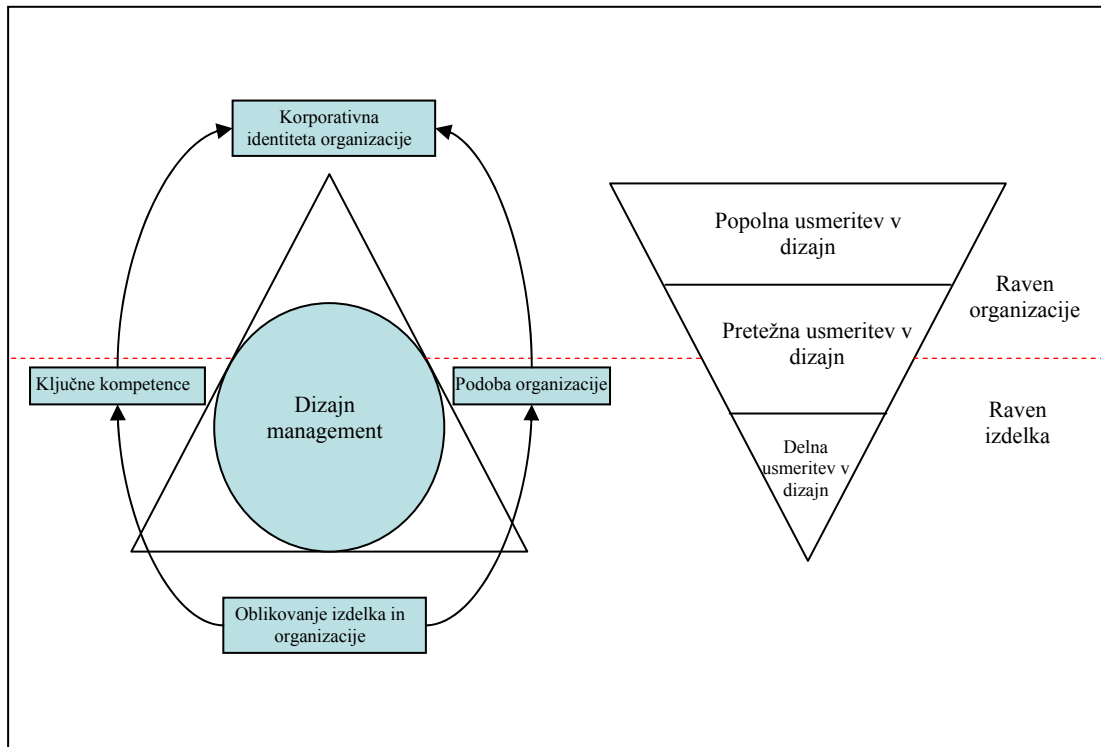 Korporativna
identiteta organizacije
Ključne kompetence
Podoba organizacije
Dizajn
management
Oblikovanje izdelka in
organizacije
Popolna usmeritev v
dizajn
Pretežna usmeritev v
dizajn
Delna
usmeritev v
dizajn
Raven
organizacije
Raven
izdelka